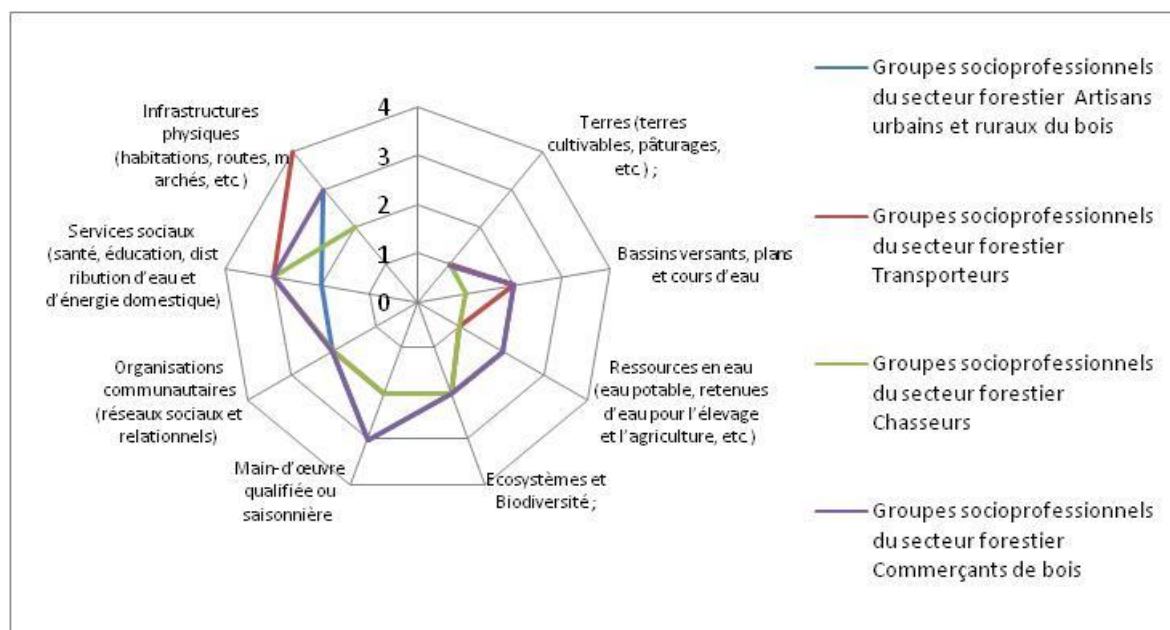 4
3
2
1
0
Infrastructures
physiques
(habitations, routes, m
archés, etc.)
Services sociaux
(santé, éducation, dist
ribution d'eau et
d'énergie domestique)
Organisations
communautaires
(réseaux sociaux et
relationnels)
Main-d'œuvre
qualifiée ou
saisonnière
Ecosystèmes et
Biodiversité ;
Ressources en eau
(eau potable, retenues
d'eau pour l'élevage
et l'agriculture, etc.)
Bassins versants, plans
et cours d'eau
Terres (terres
cultivables, pâturages,
etc.) ;
Groupes socioprofessionnels
du secteur forestier Artisans
urbains et ruraux du bois
Groupes socioprofessionnels
du secteur forestier
Transporteurs
Groupes socioprofessionnels
du secteur forestier
Chasseurs
Groupes socioprofessionnels
du secteur forestier
Commerçants de bois